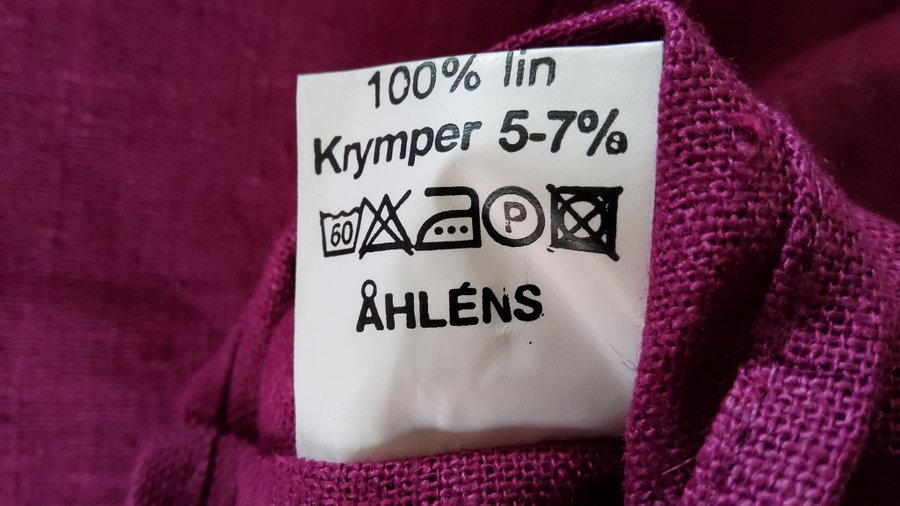 100% lin
Krymper 5-7%
60 P
ÅHLÉNS